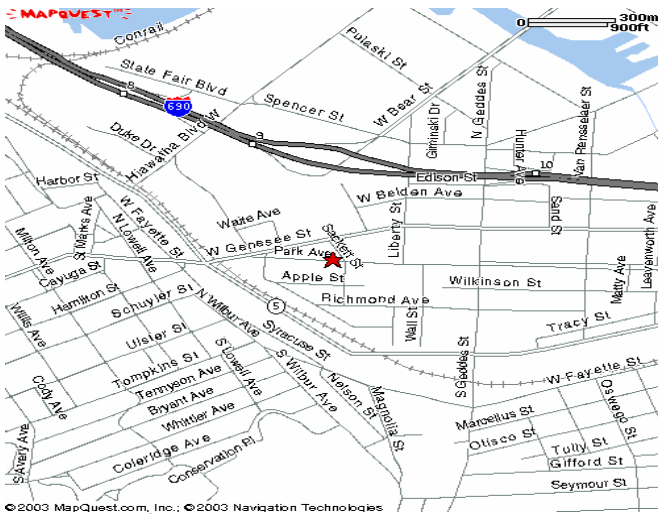 MAPQUEST
Conrail
0 300m
900ft
Pulaski St
State Fair Blvd
8
690
Spencer St
W Bear St
N Geddes St
Giminski Dr
Van Rensselaer St
Hunter Ave
Duke Dr
Hiawatha Blvd W
9
10
Edison St
Harbor St
W Belden Ave
Sand St
St Marks Ave
W Fayette St
N Lowell Ave
Waite Ave
Sackett St
Liberty St
Leavenworth Ave
W Genesee St
Park Ave
Milton Ave
Cayuga St
Apple St
Wilkinson St
Matty Ave
Hamilton St
Schuyler St
N Wilbur Ave
5
Richmond Ave
Willis Ave
Ulster St
Syracuse St
Wall St
Tracy St
Tompkins St
S Lowell Ave
S Wilbur Ave
S Geddes St
Tennyson Ave
W Fayette St
Cody Ave
Bryant Ave
Nelson St
Magnolia St
Oswego St
Whittier Ave
Marcellus St
S Avery Ave
Coleridge Ave
Otisco St
Conservation Pl
Tully St
Gifford St
Seymour St
©2003 MapQuest.com, Inc.; ©2003 Navigation Technologies